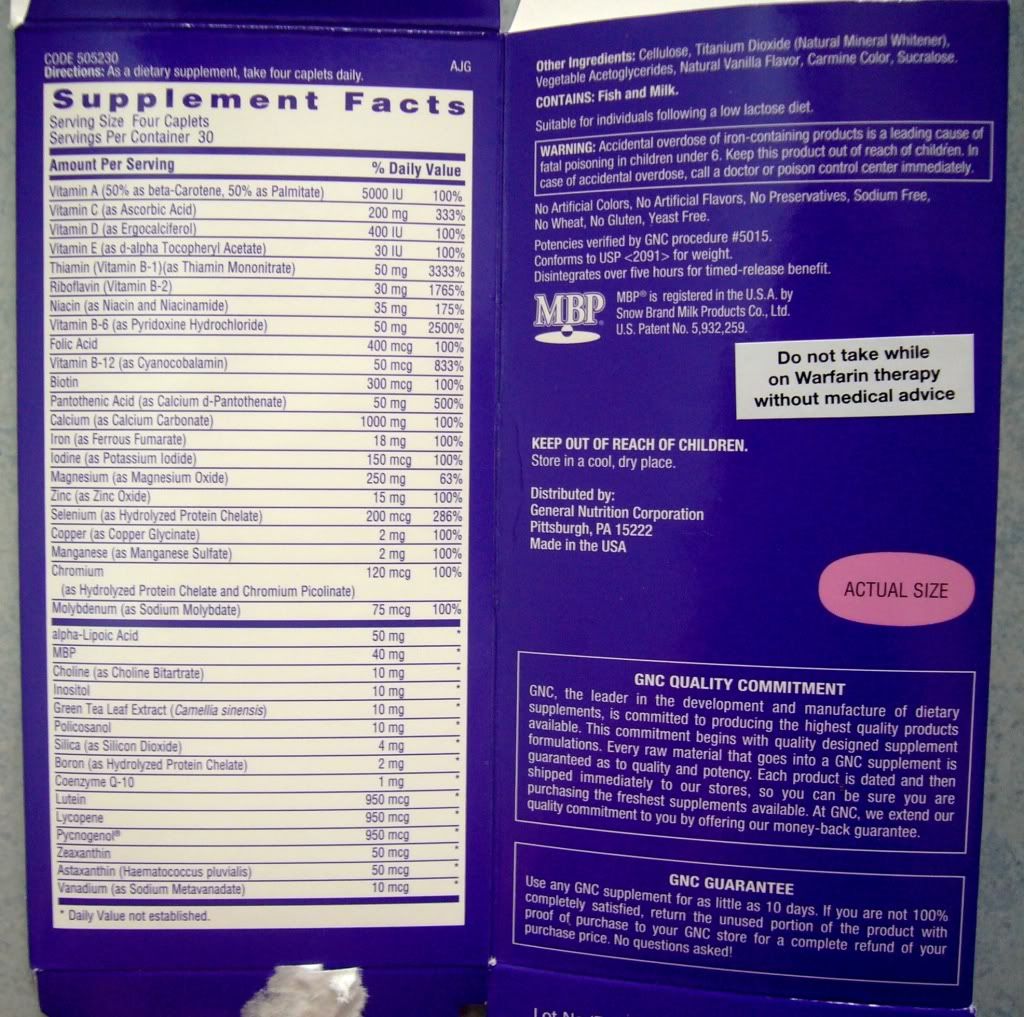 CODE 505230
Directions: As a dietary supplement, take four caplets daily.
AJG
Supplement Facts
Serving Size Four Caplets
Servings Per Container 30
Amount Per Serving % Daily Value
Vitamin A (50% as beta-Carotene, 50% as Palmitate) 5000 IU 100%
Vitamin C (as Ascorbic Acid) 200 mg 333%
Vitamin D (as Ergocalciferol) 400 IU 100%
Vitamin E (as d-alpha Tocopheryl Acetate) 30 IU 100%
Thiamin (Vitamin B-1)(as Thiamin Mononitrate) 50 mg 3333%
Riboflavin (Vitamin B-2) 30 mg 1765%
Niacin (as Niacin and Niacinamide) 35 mg 175%
Vitamin B-6 (as Pyridoxine Hydrochloride) 50 mg 2500%
Folic Acid 400 mcg 100%
Vitamin B-12 (as Cyanocobalamin) 50 mcg 833%
Biotin 300 mcg 100%
Pantothenic Acid (as Calcium d-Pantothenate) 50 mg 500%
Calcium (as Calcium Carbonate) 1000 mg 100%
Iron (as Ferrous Fumarate) 18 mg 100%
Iodine (as Potassium Iodide) 150 mcg 100%
Magnesium (as Magnesium Oxide) 250 mg 63%
Zinc (as Zinc Oxide) 15 mg 100%
Selenium (as Hydrolyzed Protein Chelate) 200 mcg 286%
Copper (as Copper Glycinate) 2 mg 100%
Manganese (as Manganese Sulfate) 2 mg 100%
Chromium 120 mcg 100%
(as Hydrolyzed Protein Chelate and Chromium Picolinate)
Molybdenum (as Sodium Molybdate) 75 mcg 100%
alpha-Lipoic Acid 50 mg *
MBP 40 mg *
Choline (as Choline Bitartrate) 10 mg *
Inositol 10 mg *
Green Tea Leaf Extract (Camellia sinensis) 10 mg *
Policosanol 10 mg *
Silica (as Silicon Dioxide) 4 mg *
Boron (as Hydrolyzed Protein Chelate) 2 mg *
Coenzyme Q-10 1 mg *
Lutein 950 mcg *
Lycopene 950 mcg *
Pycnogenol® 950 mcg *
Zeaxanthin 50 mcg *
Astaxanthin (Haematococcus pluvialis) 50 mcg *
Vanadium (as Sodium Metavanadate) 10 mcg *
* Daily Value not established.
Other Ingredients: Cellulose, Titanium Dioxide (Natural Mineral Whitener),
Vegetable Acetoglycerides, Natural Vanilla Flavor, Carmine Color, Sucralose.
CONTAINS: Fish and Milk.
Suitable for individuals following a low lactose diet.
WARNING: Accidental overdose of iron-containing products is a leading cause of
fatal poisoning in children under 6. Keep this product out of reach of children. In
case of accidental overdose, call a doctor or poison control center immediately.
No Artificial Colors, No Artificial Flavors, No Preservatives, Sodium Free,
No Wheat, No Gluten, Yeast Free.
Potencies verified by GNC procedure #5015.
Conforms to USP <2091> for weight.
Disintegrates over five hours for timed-release benefit.
MBP®
MBP® is registered in the U.S.A. by
Snow Brand Milk Products Co., Ltd.
U.S. Patent No. 5,932,259.
Do not take while
on Warfarin therapy
without medical advice
KEEP OUT OF REACH OF CHILDREN.
Store in a cool, dry place.
Distributed by:
General Nutrition Corporation
Pittsburgh, PA 15222
Made in the USA
ACTUAL SIZE
GNC QUALITY COMMITMENT
GNC, the leader in the development and manufacture of dietary
supplements, is committed to producing the highest quality products
available. This commitment begins with quality designed supplement
formulations. Every raw material that goes into a GNC supplement is
guaranteed as to quality and potency. Each product is dated and then
shipped immediately to our stores, so you can be sure you are
purchasing the freshest supplements available. At GNC, we extend our
quality commitment to you by offering our money-back guarantee.
GNC GUARANTEE
Use any GNC supplement for as little as 10 days. If you are not 100%
completely satisfied, return the unused portion of the product with
proof of purchase to your GNC store for a complete refund of your
purchase price. No questions asked!
Lot